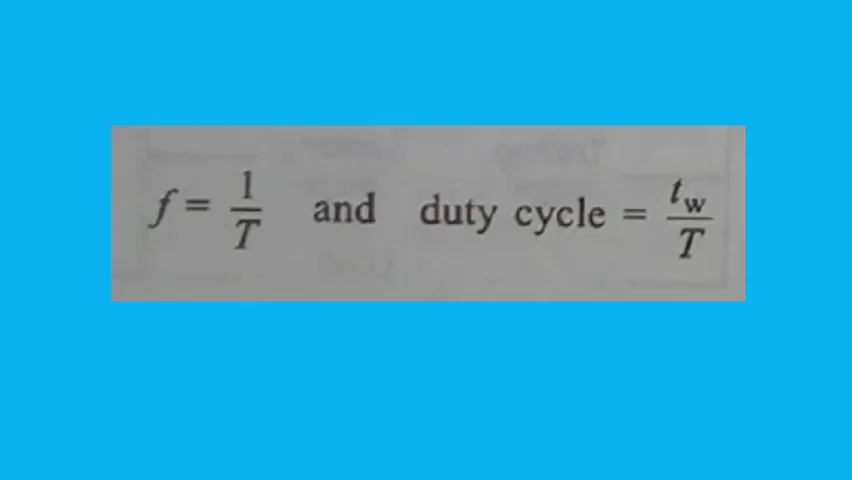 f = 1/T and duty cycle = t_w/T